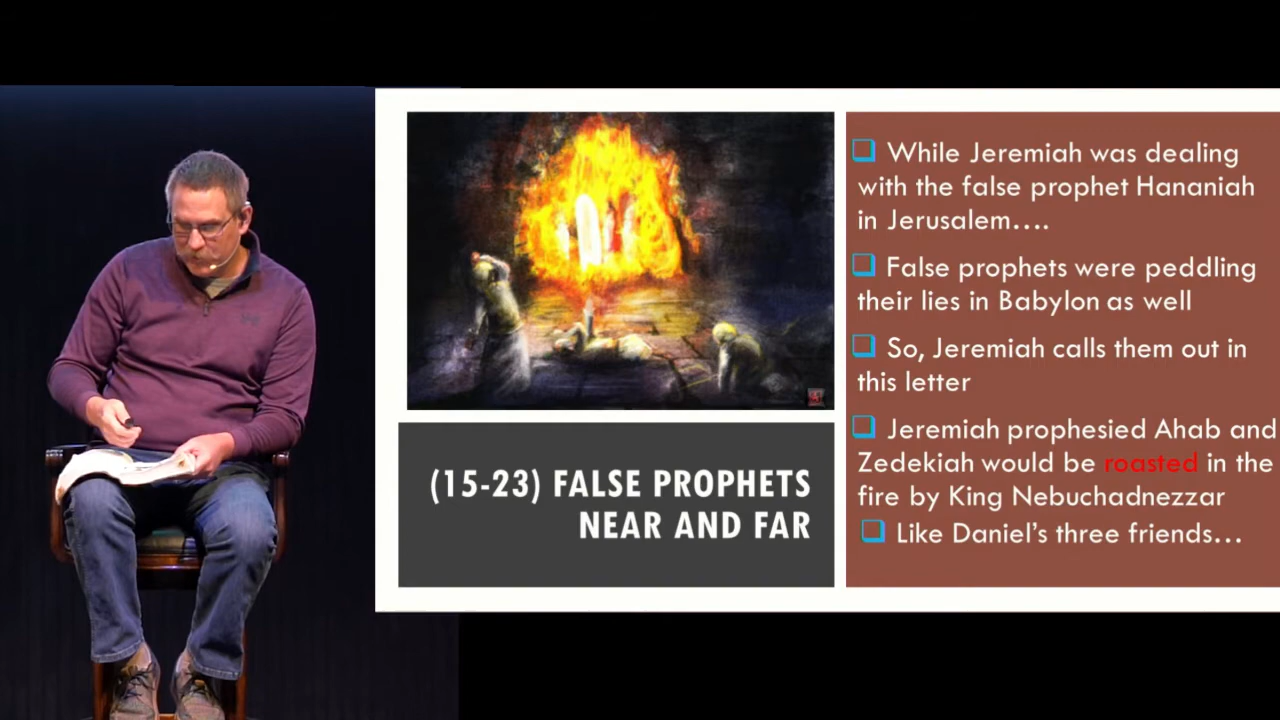 While Jeremiah was dealing
with the false prophet Hananiah
in Jerusalem....
False prophets were peddling
their lies in Babylon as well
So, Jeremiah calls them out in
this letter
Jeremiah prophesied Ahab and
Zedekiah would be roasted in the
fire by King Nebuchadnezzar
Like Daniel's three friends...
(15-23) FALSE PROPHETS
NEAR AND FAR